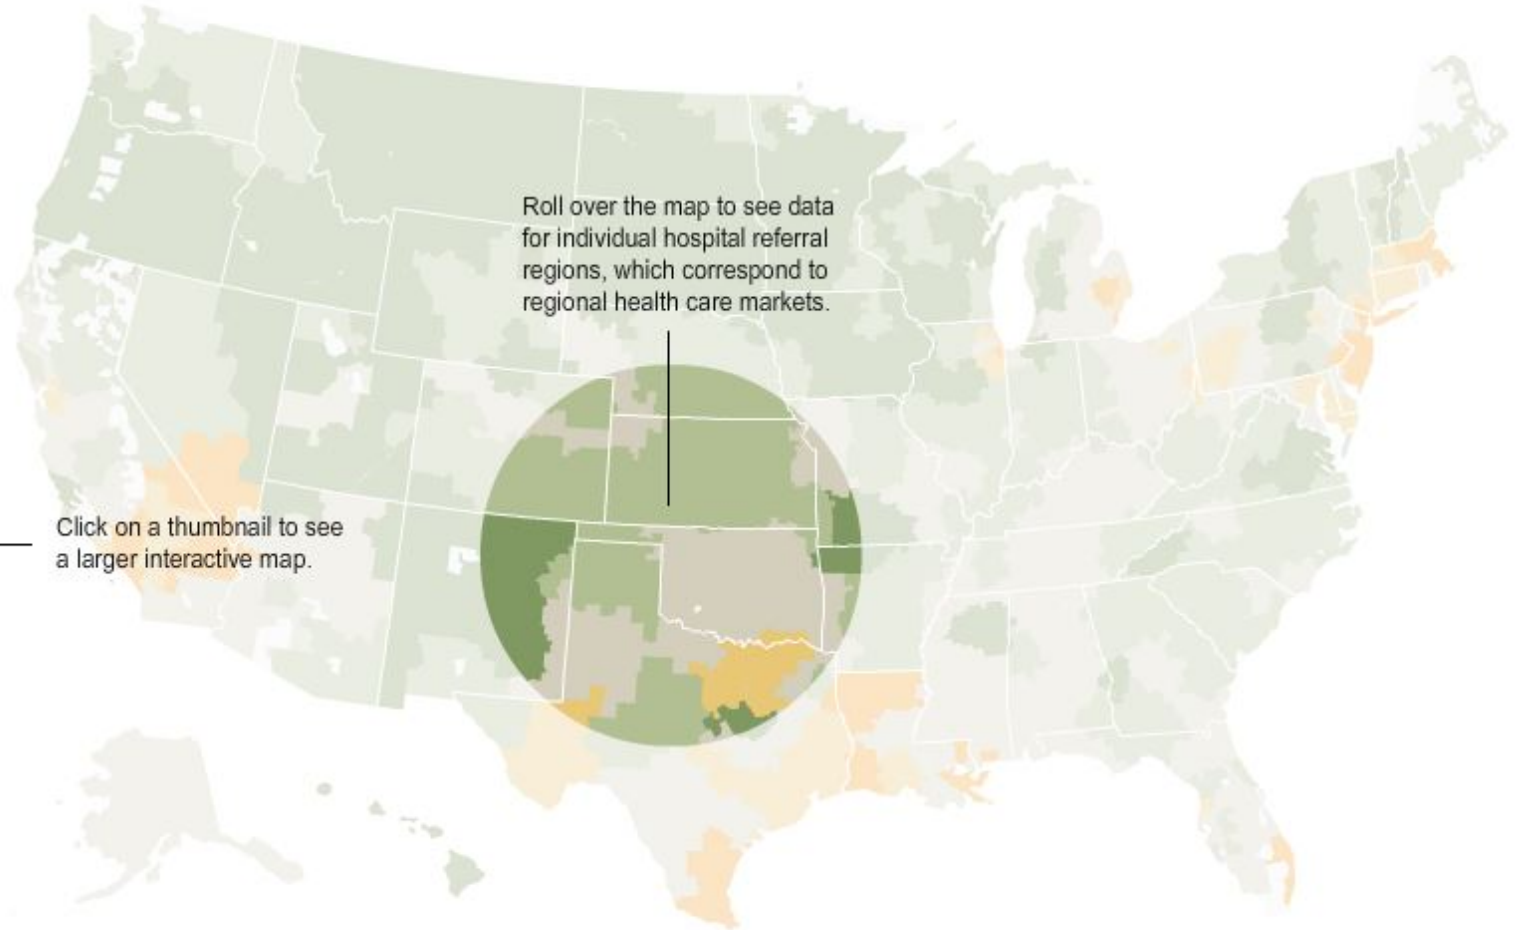 Roll over the map to see data
for individual hospital referral
regions, which correspond to
regional health care markets.
Click on a thumbnail to see
a larger interactive map.